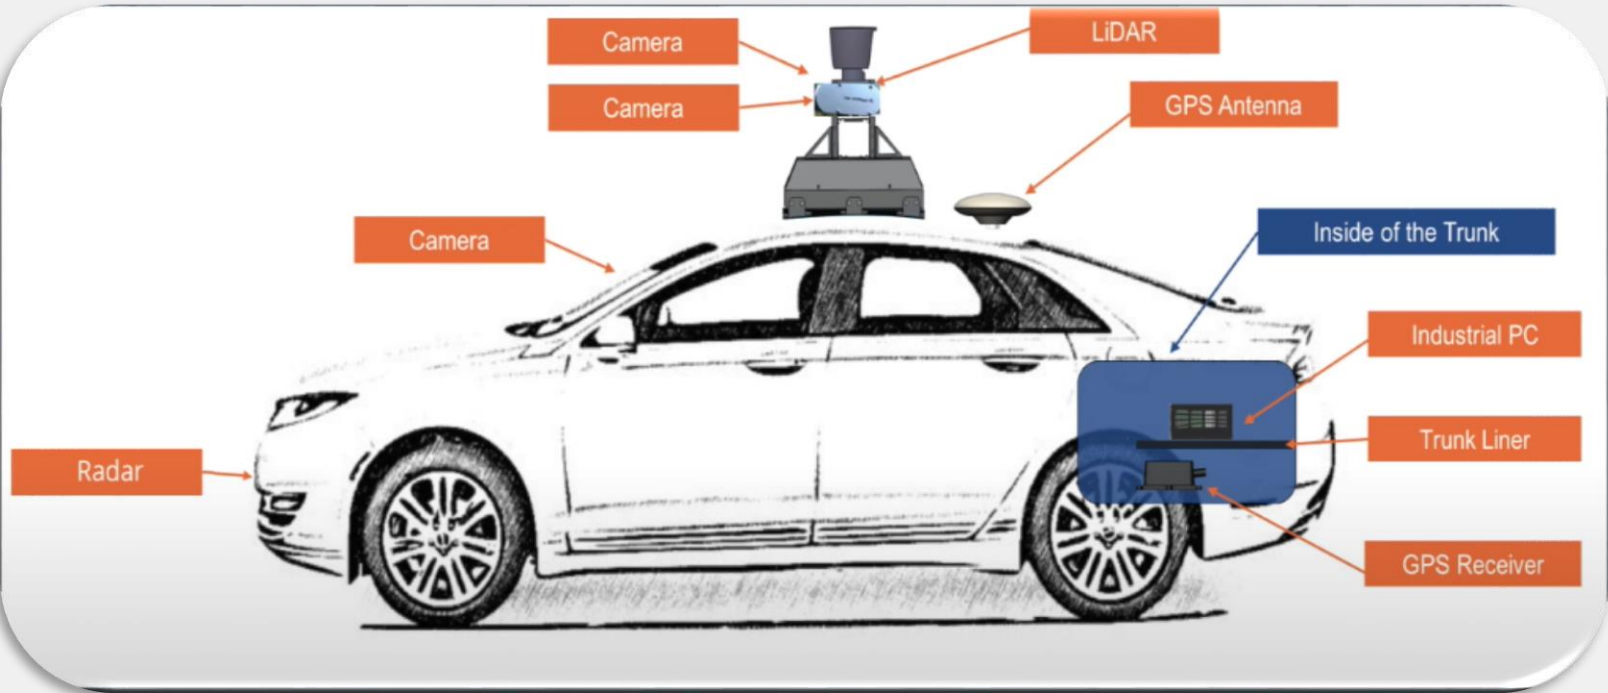 Camera
LiDAR
Camera
GPS Antenna
Camera
Inside of the Trunk
Industrial PC
Trunk Liner
Radar
GPS Receiver